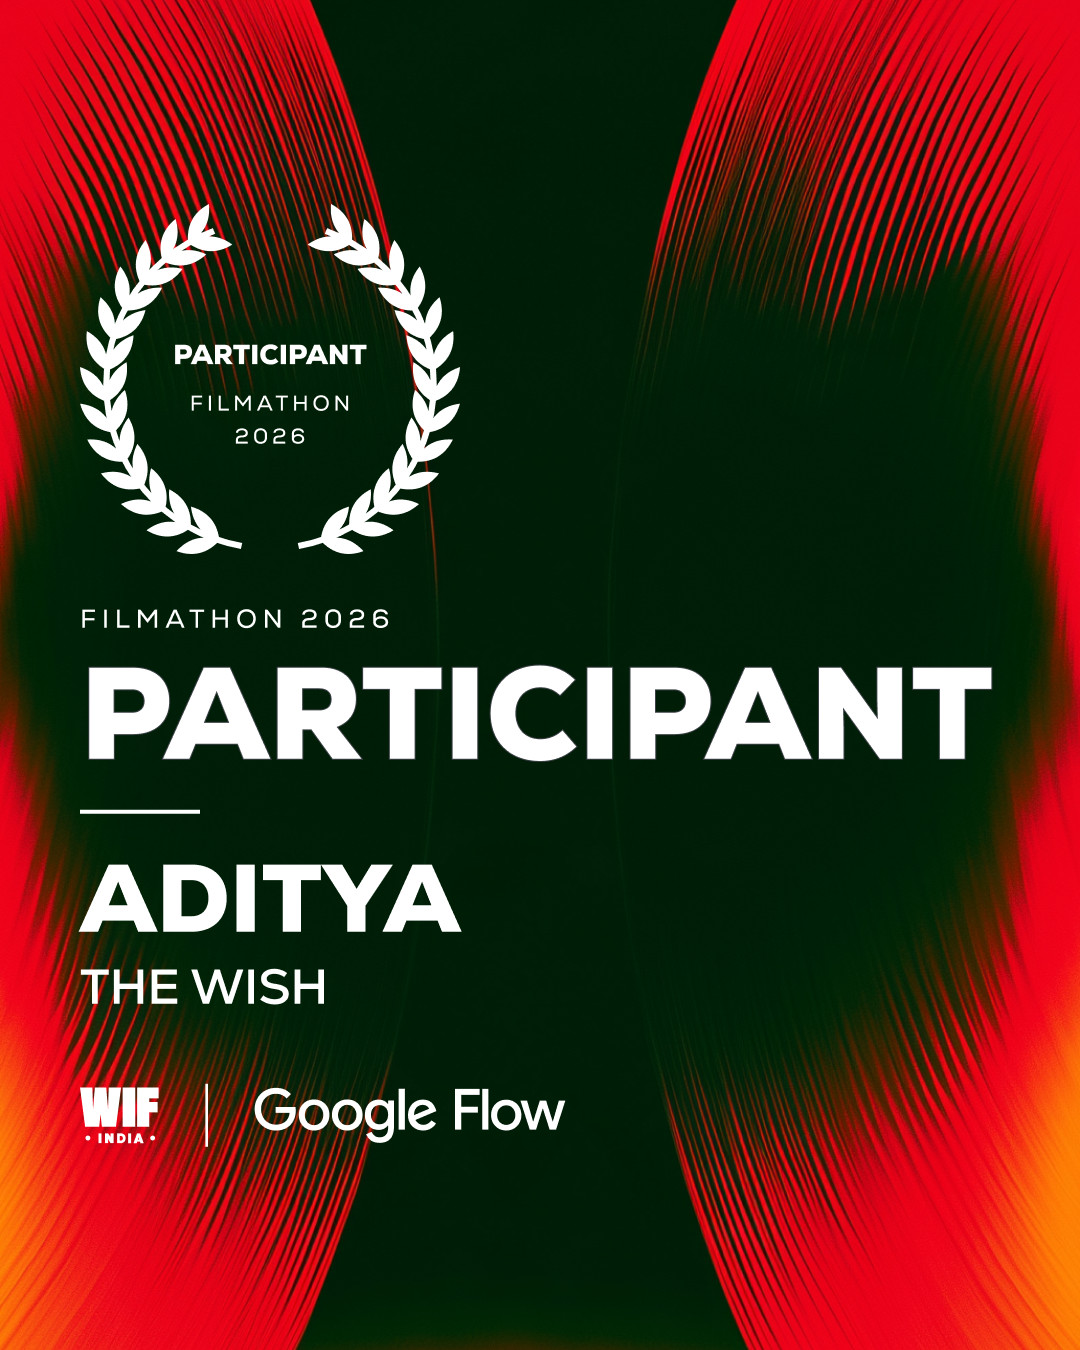 PARTICIPANT
FILMATHON
2026
FILMATHON 2026
PARTICIPANT
ADITYA
THE WISH
WIF
• INDIA •
Google Flow